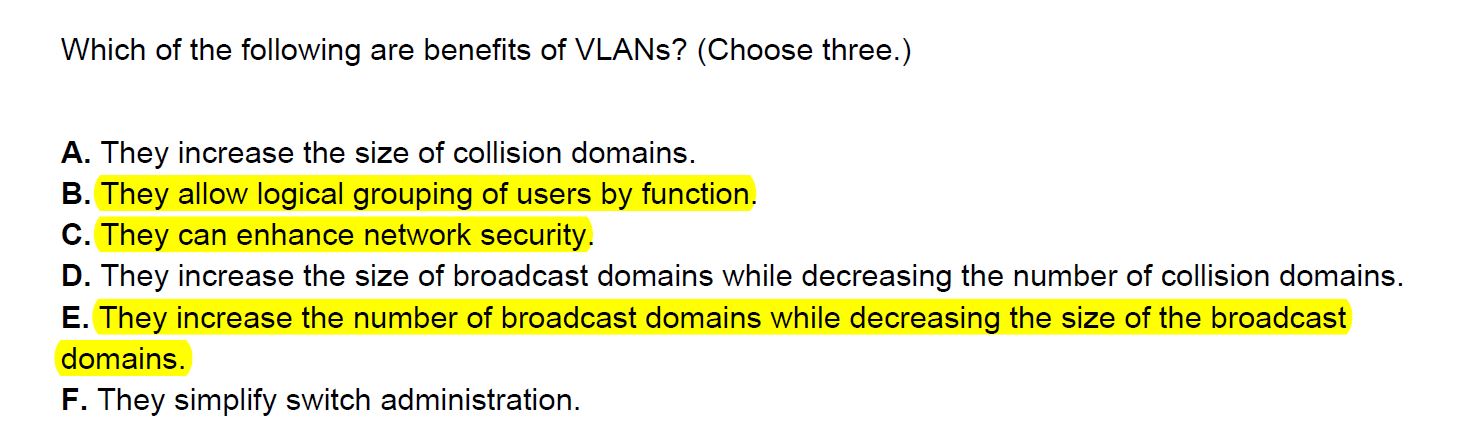 Which of the following are benefits of VLANs? (Choose three.)
A. They increase the size of collision domains.
B. They allow logical grouping of users by function.
C. They can enhance network security.
D. They increase the size of broadcast domains while decreasing the number of collision domains.
E. They increase the number of broadcast domains while decreasing the size of the broadcast
domains.
F. They simplify switch administration.